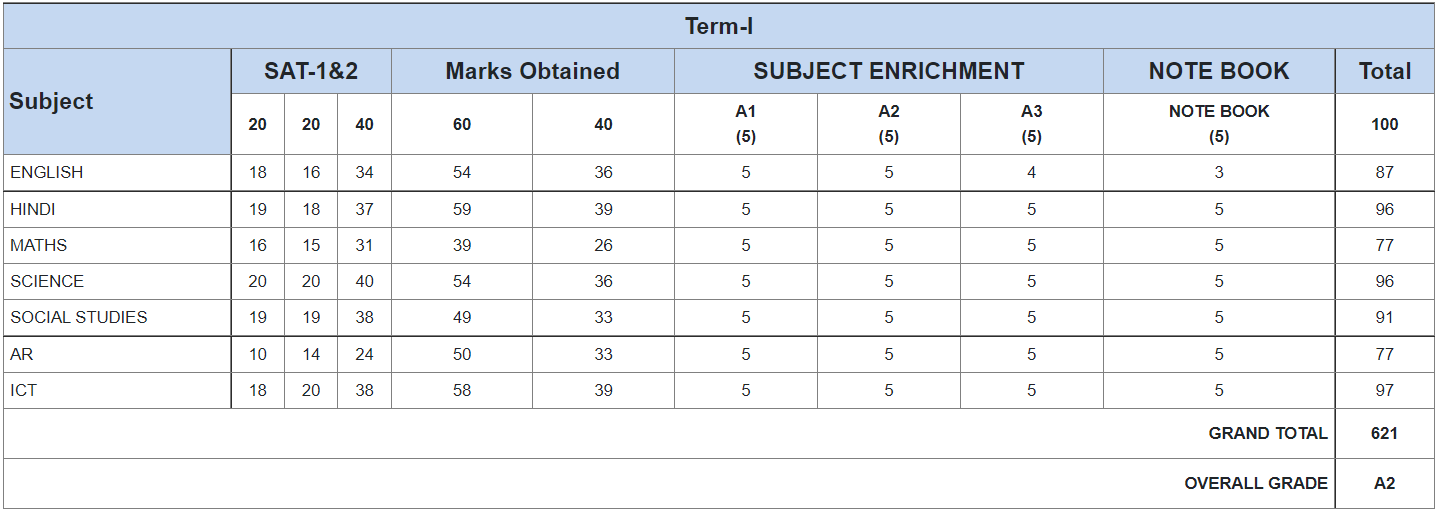 Term-I
Subject SAT-1&2 Marks Obtained SUBJECT ENRICHMENT NOTE BOOK Total
20 20 40 60 40 A1 (5) A2 (5) A3 (5) NOTE BOOK (5) 100
ENGLISH 18 16 34 54 36 5 5 4 3 87
HINDI 19 18 37 59 39 5 5 5 5 96
MATHS 16 15 31 39 26 5 5 5 5 77
SCIENCE 20 20 40 54 36 5 5 5 5 96
SOCIAL STUDIES 19 19 38 49 33 5 5 5 5 91
AR 10 14 24 50 33 5 5 5 5 77
ICT 18 20 38 58 39 5 5 5 5 97
GRAND TOTAL 621
OVERALL GRADE A2